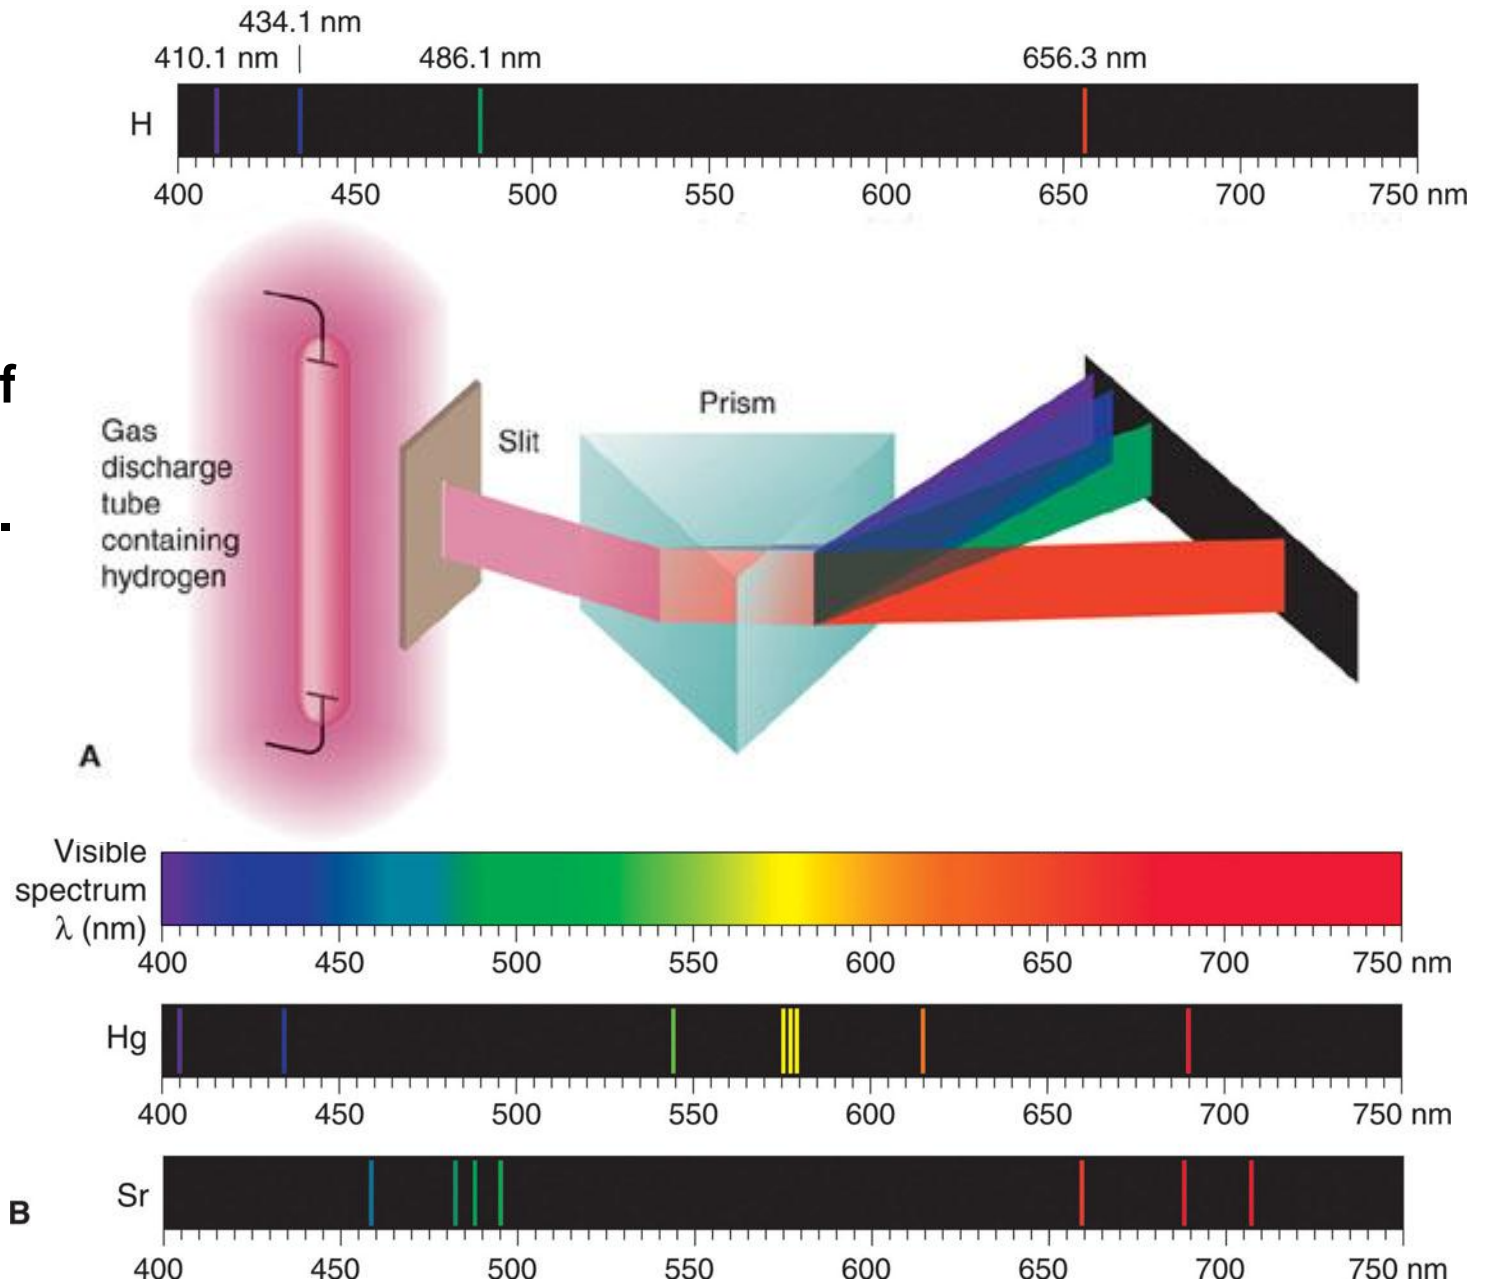 434.1 nm
410.1 nm
486.1 nm
656.3 nm
H
400 450 500 550 600 650 700 750 nm
f
.
Gas
discharge
tube
containing
hydrogen
Slit
Prism
A
Visible
spectrum
λ (nm)
400 450 500 550 600 650 700 750 nm
Hg
400 450 500 550 600 650 700 750 nm
Sr
B
400 450 500 550 600 650 700 750 nm